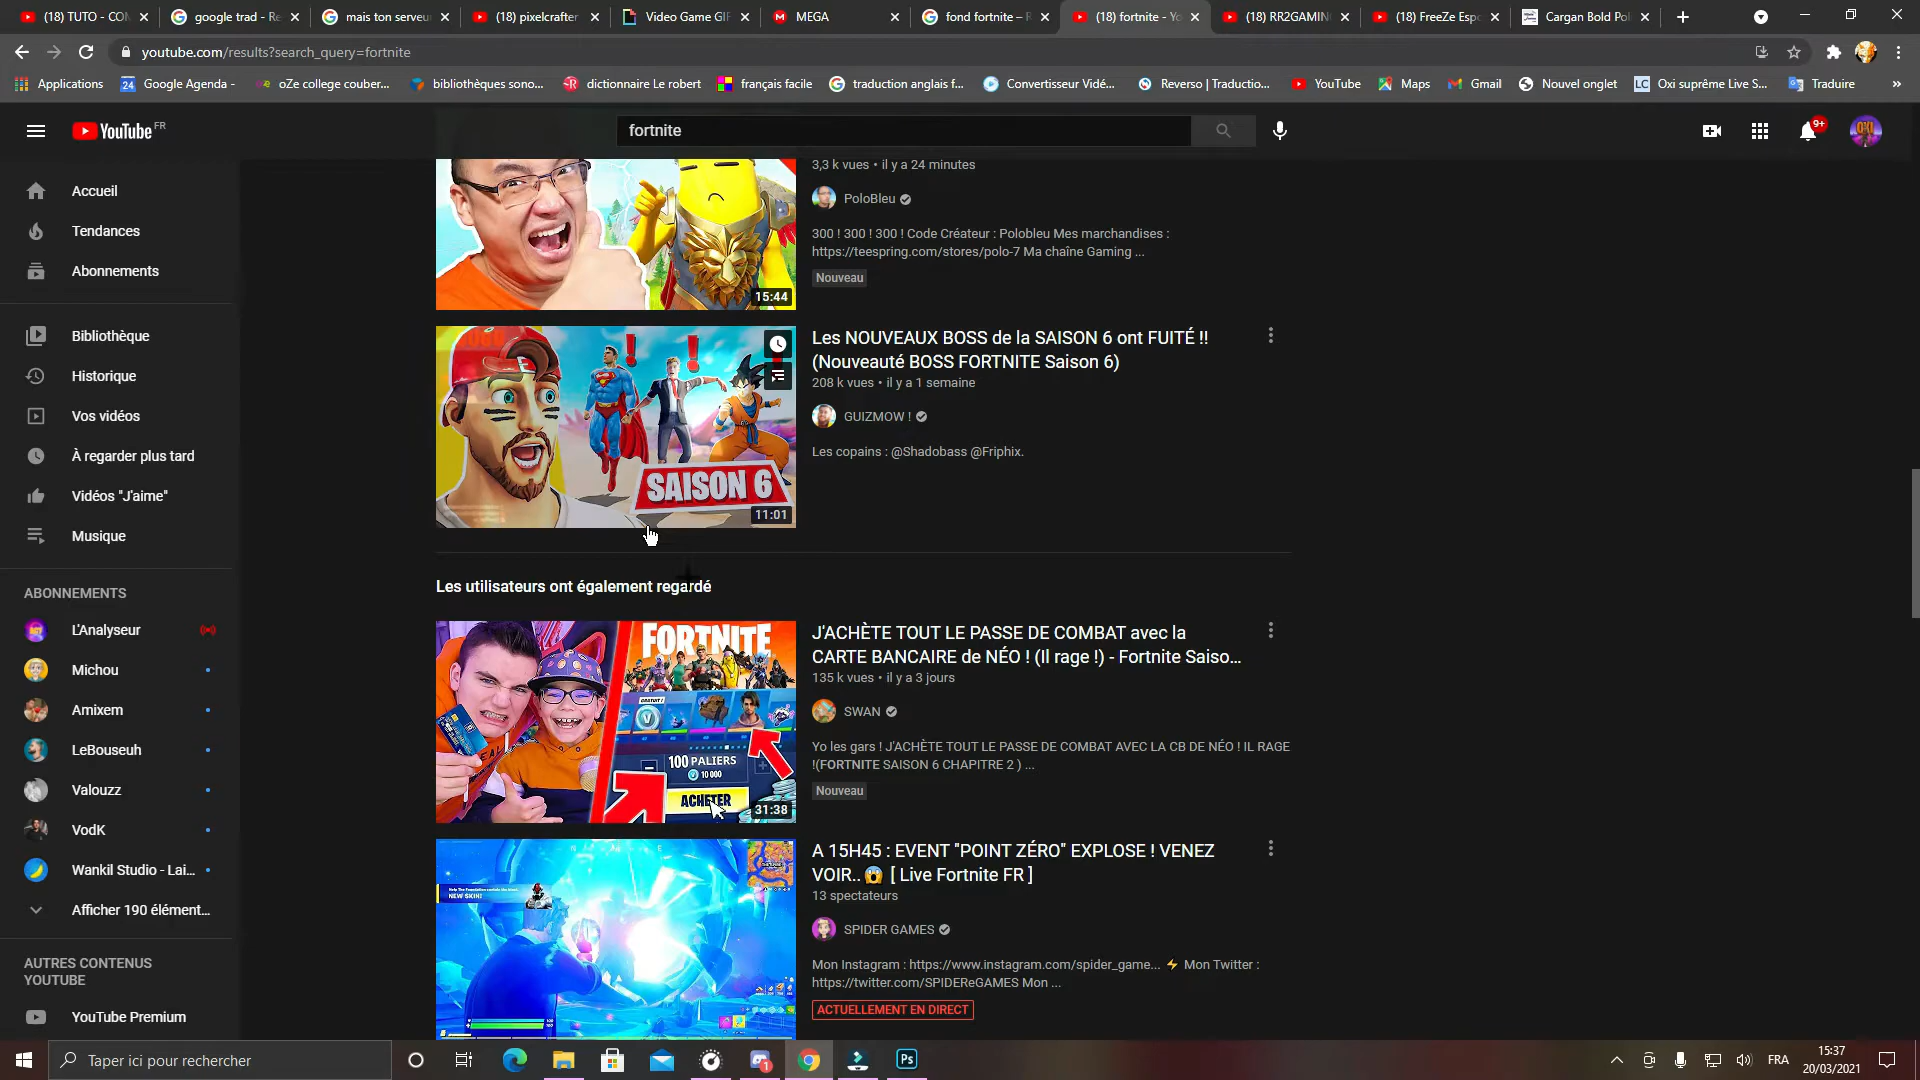 (18) TUTO - CON
google trad - Re
mais ton serveu
(18) pixelcrafter
Video Game GIF
MEGA
fond fortnite – R
(18) fortnite - Yo
(18) RR2GAMIN
(18) FreeZe Espo
Cargan Bold Po
youtube.com/results?search_query=fortnite
Applications
24
Google Agenda -
oZe college couber...
bibliothèques sono...
dictionnaire Le robert
français facile
traduction anglais f...
Convertisseur Vidé...
Reverso | Traductio...
YouTube
Maps
Gmail
Nouvel onglet
LC
Oxi suprême Live S...
Traduire
»
YouTube FR
fortnite
9+
Accueil
Tendances
Abonnements
Bibliothèque
Historique
Vos vidéos
À regarder plus tard
Vidéos "J'aime"
Musique
ABONNEMENTS
L'Analyseur
Michou
Amixem
LeBouseuh
Valouzz
VodK
Wankil Studio - Lai...
Afficher 190 élément...
AUTRES CONTENUS
YOUTUBE
YouTube Premium
15:44
3,3 k vues • il y a 24 minutes
PoloBleu
300 ! 300 ! 300 ! Code Créateur : Polobleu Mes marchandises :
https://teespring.com/stores/polo-7 Ma chaîne Gaming ...
Nouveau
SAISON 6
11:01
Les NOUVEAUX BOSS de la SAISON 6 ont FUITÉ !!
(Nouveauté BOSS FORTNITE Saison 6)
208 k vues • il y a 1 semaine
GUIZMOW !
Les copains : @Shadobass @Friphix.
Les utilisateurs ont également regardé
FORTNITE
GRATUIT !
100 PALIERS
10 000
ACHETER
31:38
J'ACHÈTE TOUT LE PASSE DE COMBAT avec la
CARTE BANCAIRE de NÉO ! (Il rage !) - Fortnite Saiso...
135 k vues • il y a 3 jours
SWAN
Yo les gars ! J'ACHÈTE TOUT LE PASSE DE COMBAT AVEC LA CB DE NÉO ! IL RAGE
!(FORTNITE SAISON 6 CHAPITRE 2 ) ...
Nouveau
NEW SKIN!
A 15H45 : EVENT "POINT ZÉRO" EXPLOSE ! VENEZ
VOIR..😱 [ Live Fortnite FR ]
13 spectateurs
SPIDER GAMES
Mon Instagram : https://www.instagram.com/spider_game... ⚡ Mon Twitter :
https://twitter.com/SPIDEReGAMES Mon ...
ACTUELLEMENT EN DIRECT
Taper ici pour rechercher
1
Ps
FRA
15:37
20/03/2021